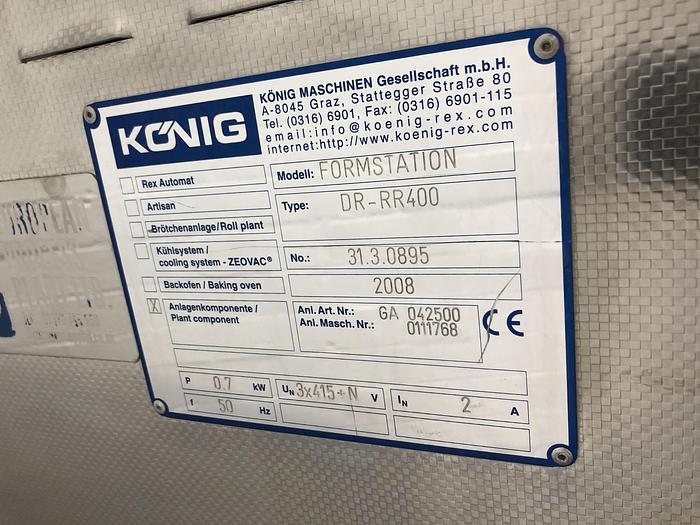 KÖNIG
KÖNIG MASCHINEN Gesellschaft m.b.H.
A-8045 Graz, Stattegger Straße 80
Tel. (0316) 6901, Fax: (0316) 6901-115
email:info@koenig-rex.com
internet:http://www.koenig-rex.com
Rex Automat
Artisan
Brötchenanlage/Roll plant
Kühlsystem /
cooling system - ZEOVAC®
Backofen / Baking oven
X Anlagenkomponente /
Plant component
Modell: FORMSTATION
Type: DR-RR400
No.: 31.3.0895
2008
Anl. Art. Nr.: GA 042500
Anl. Masch. Nr.: 0111768
CE
P 0.7 kW UN 3x415+N V IN 2 A
f 50 Hz